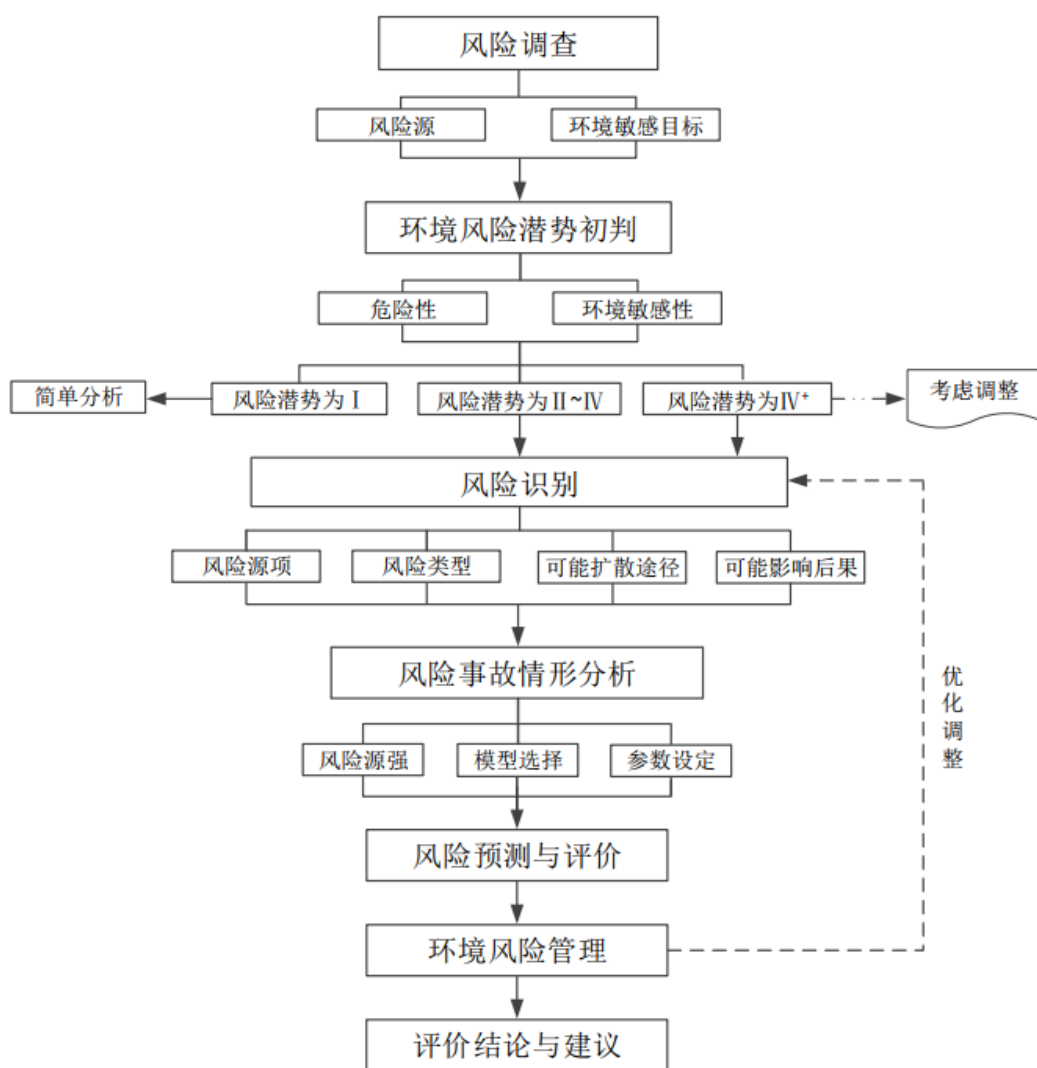 风险调查
风险源
环境敏感目标
环境风险潜势初判
危险性
环境敏感性
简单分析
风险潜势为Ⅰ
风险潜势为Ⅱ~Ⅳ
风险潜势为Ⅳ⁺
考虑调整
风险识别
风险源项
风险类型
可能扩散途径
可能影响后果
风险事故情形分析
优化调整
风险源强
模型选择
参数设定
风险预测与评价
环境风险管理
评价结论与建议